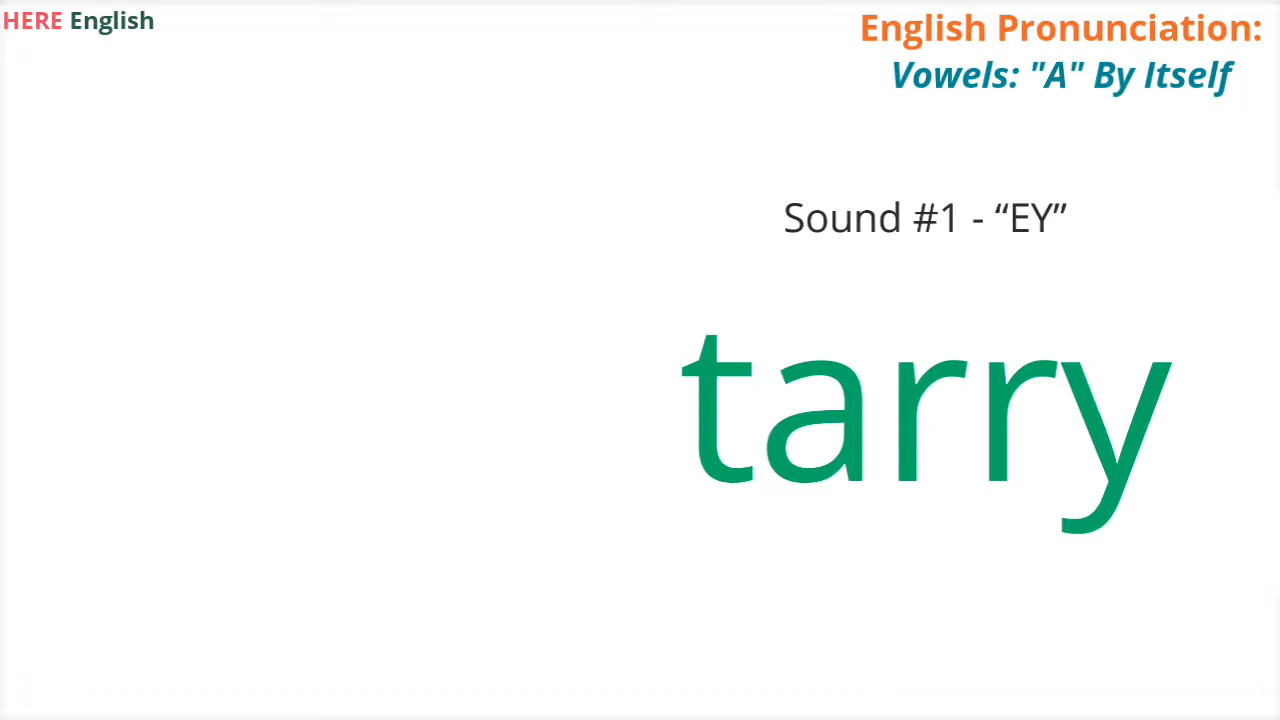 HERE English
English Pronunciation:
Vowels: "A" By Itself
Sound #1 - “EY”
tarry